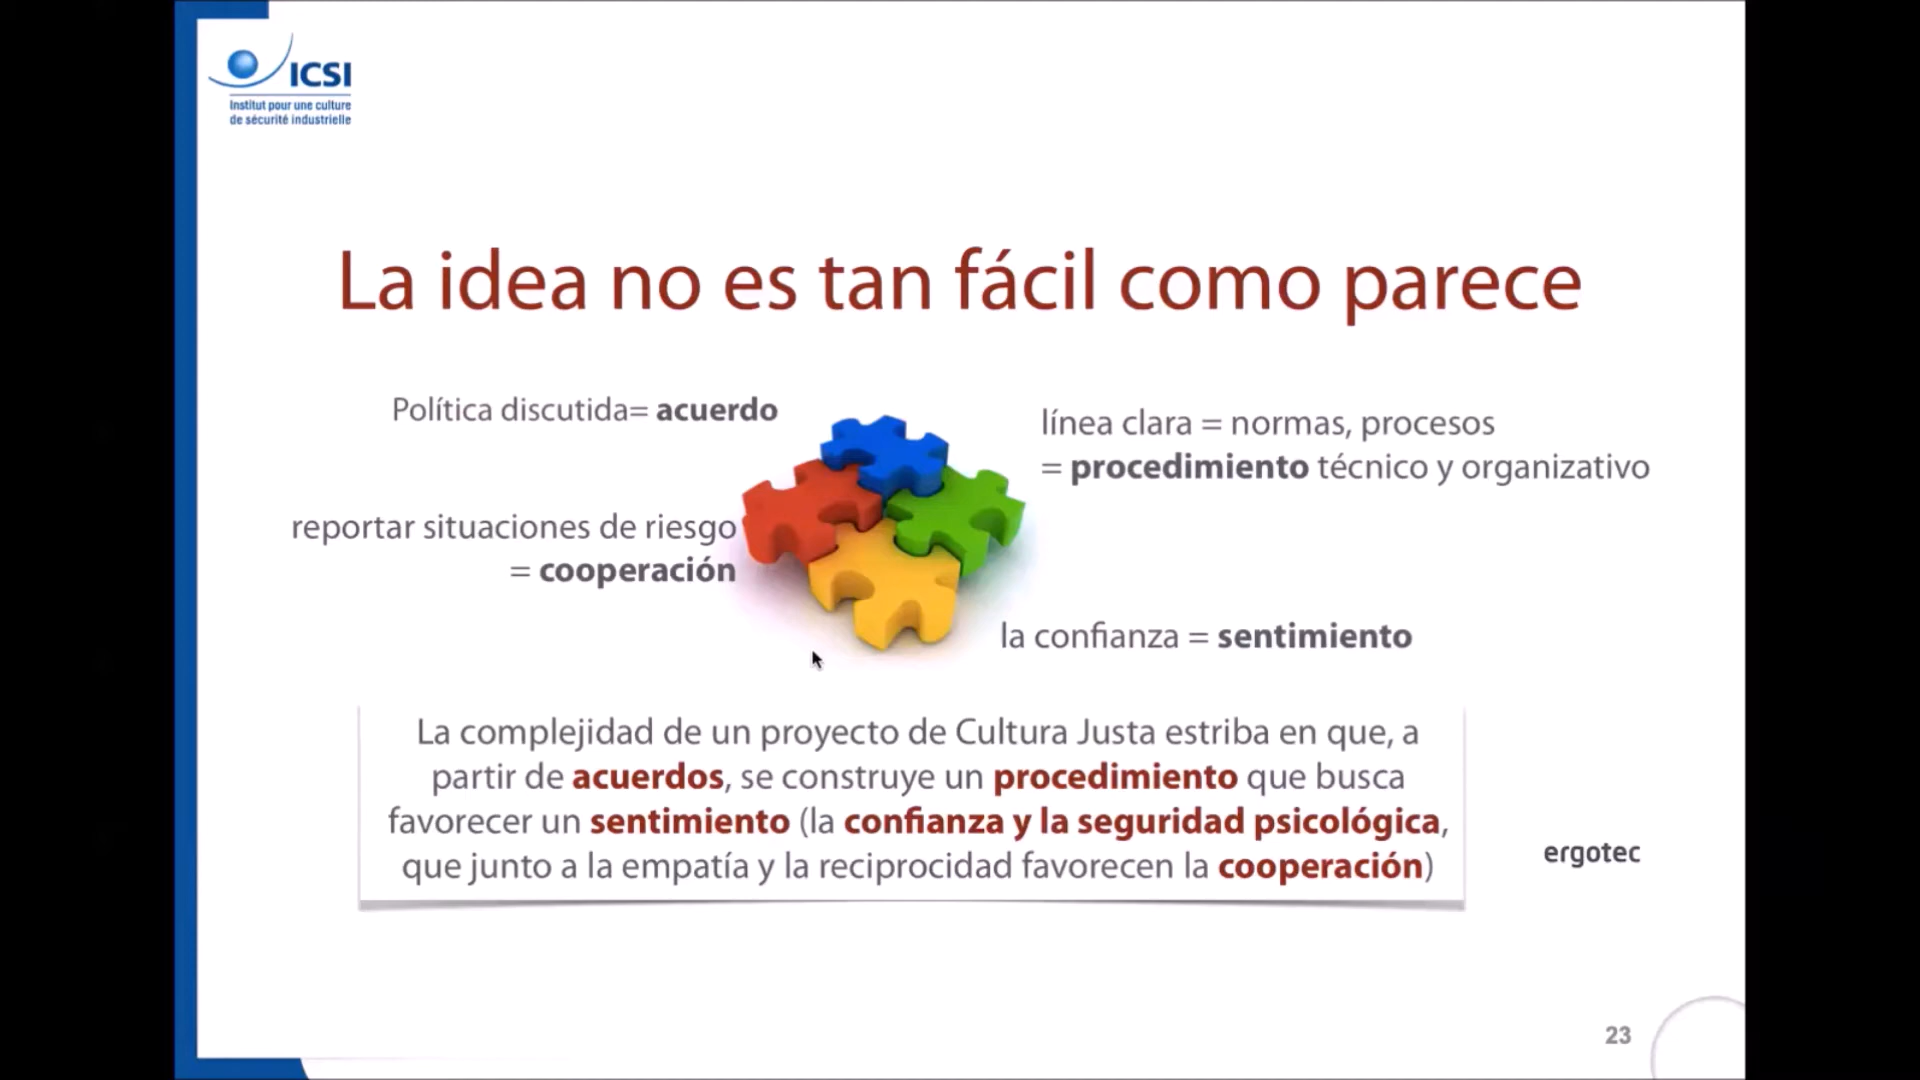 ICSI
Institut pour une culture
de sécurité industrielle
La idea no es tan fácil como parece
Política discutida= acuerdo
línea clara = normas, procesos
= procedimiento técnico y organizativo
reportar situaciones de riesgo
= cooperación
la confianza = sentimiento
La complejidad de un proyecto de Cultura Justa estriba en que, a
partir de acuerdos, se construye un procedimiento que busca
favorecer un sentimiento (la confianza y la seguridad psicológica,
que junto a la empatía y la reciprocidad favorecen la cooperación)
ergotec
23